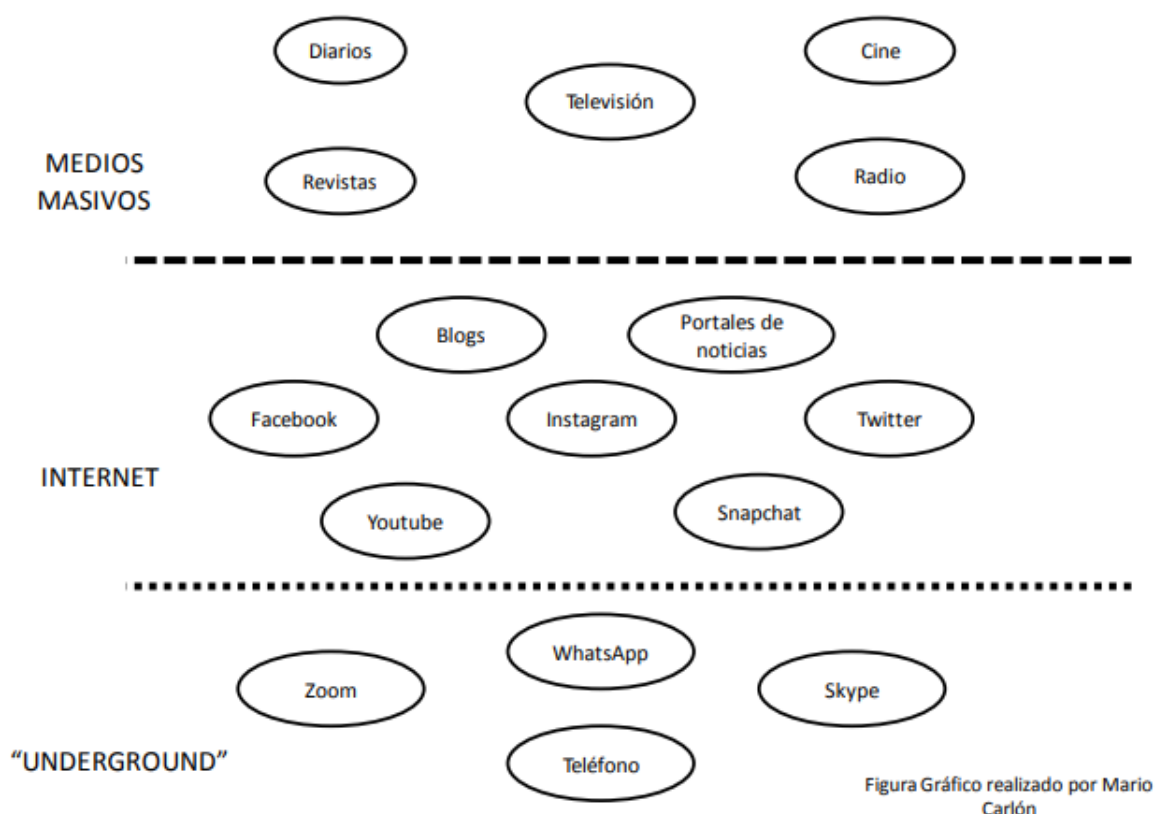 Diarios
Cine
Televisión
MEDIOS
MASIVOS
Revistas
Radio
Blogs
Portales de
noticias
Facebook
Instagram
Twitter
INTERNET
Youtube
Snapchat
WhatsApp
Zoom
Skype
“UNDERGROUND”
Teléfono
Figura Gráfico realizado por Mario
Carlón